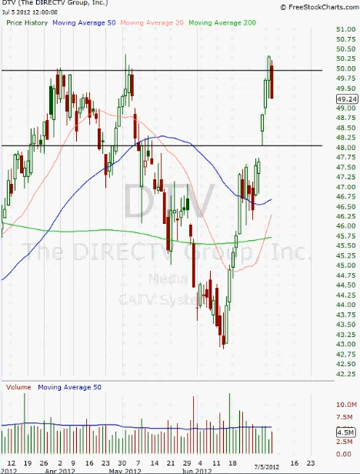 DTV (The DIRECTV Group, Inc.)
© FreeStockCharts.com
Jul 5 2012 12:00:00
Price History Moving Average 50 Moving Average 20 Moving Average 200
51.00
50.75
50.50
50.25
50.00
49.75
49.50
49.24
49.00
48.75
48.50
48.25
48.00
47.75
47.50
47.25
47.00
46.75
46.50
46.25
46.00
45.75
45.50
45.25
45.00
44.75
44.50
44.25
44.00
43.75
43.50
43.25
43.00
42.75
42.50
42.25
DTV
The DIRECTV Group, Inc.
Media
CATV Systems
Volume Moving Average 50
10.0M
7.5M
4.5M
2.5M
0.00
12 19 26 9 16 23 7 14 21 4 11 18 7/5/2012 16 23
2012 Apr 2012 May 2012 Jun 2012